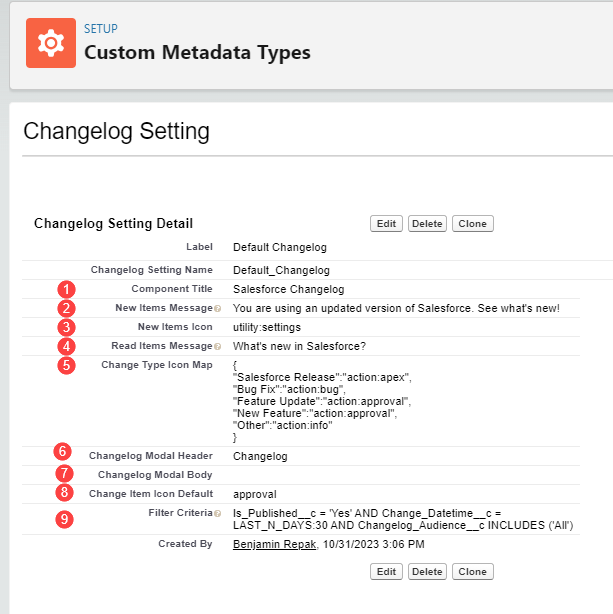 SETUP
Custom Metadata Types
Changelog Setting
Changelog Setting Detail Edit Delete Clone
Label Default Changelog
Changelog Setting Name Default_Changelog
1 Component Title Salesforce Changelog
2 New Items Message You are using an updated version of Salesforce. See what's new!
3 New Items Icon utility:settings
4 Read Items Message What's new in Salesforce?
5 Change Type Icon Map {
"Salesforce Release":"action:apex",
"Bug Fix":"action:bug",
"Feature Update":"action:approval",
"New Feature":"action:approval",
"Other":"action:info"
}
6 Changelog Modal Header Changelog
7 Changelog Modal Body
8 Change Item Icon Default approval
9 Filter Criteria Is_Published__c = 'Yes' AND Change_Datetime__c =
LAST_N_DAYS:30 AND Changelog_Audience__c INCLUDES ('All')
Created By Benjamin Repak, 10/31/2023 3:06 PM
Edit Delete Clone